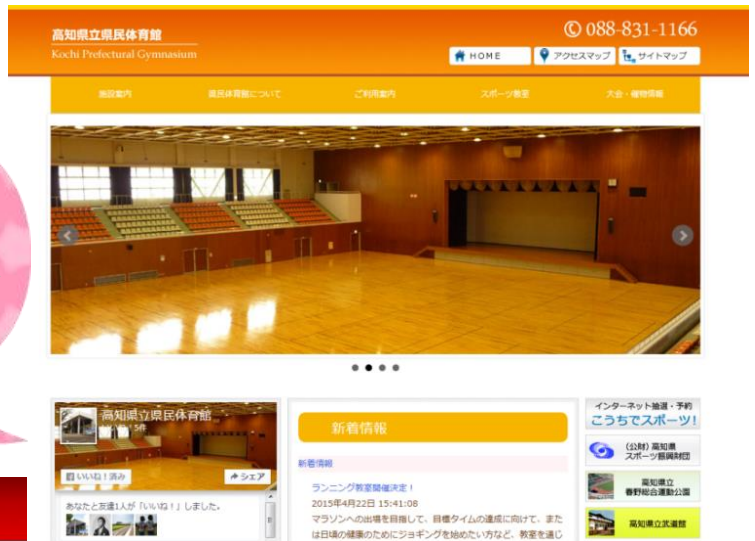 高知県立県民体育館
Kochi Prefectural Gymnasium
088-831-1166
HOME
アクセスマップ
サイトマップ
施設案内
県民体育館について
ご利用案内
スポーツ教室
大会・催物情報
高知県立県民体育館
いいね！済み
シェア
あなたと友達1人が「いいね！」しました。
新着情報
新着情報
ランニング教室開催決定！
2015年4月22日 15:41:08
マラソンへの出場を目指して、目標タイムの達成に向けて、また
は日頃の健康のためにジョギングを始めたい方など、教室を通じ
インターネット抽選・予約
こうちでスポーツ!
(公財) 高知県
スポーツ振興財団
高知県立
春野総合運動公園
高知県立武道館